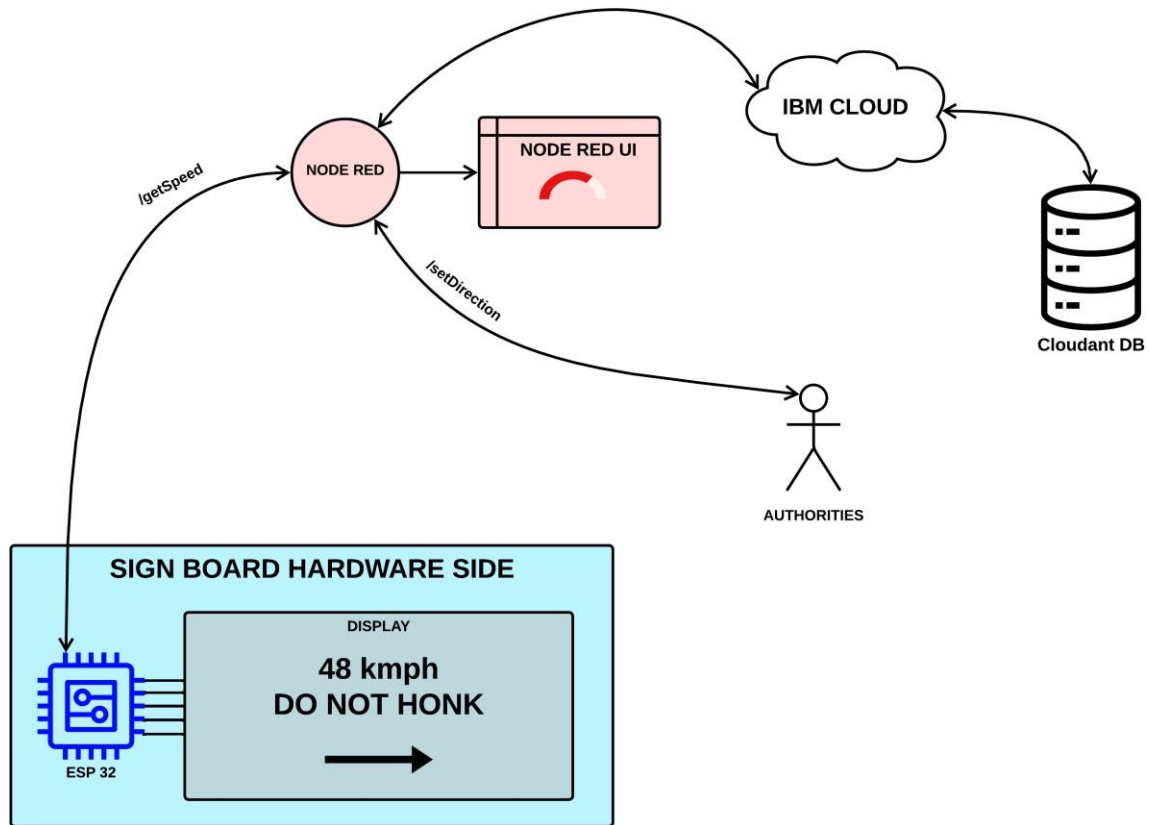 IBM CLOUD
NODE RED UI
NODE RED
/getSpeed
/setDirection
Cloudant DB
AUTHORITIES
SIGN BOARD HARDWARE SIDE
DISPLAY
48 kmph
DO NOT HONK
ESP 32